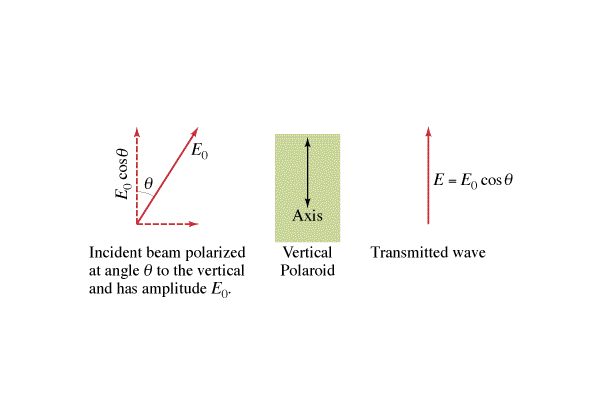 E₀ cos θ
θ
E₀
Axis
E = E₀ cos θ
Incident beam polarized
at angle θ to the vertical
and has amplitude E₀.
Vertical
Polaroid
Transmitted wave